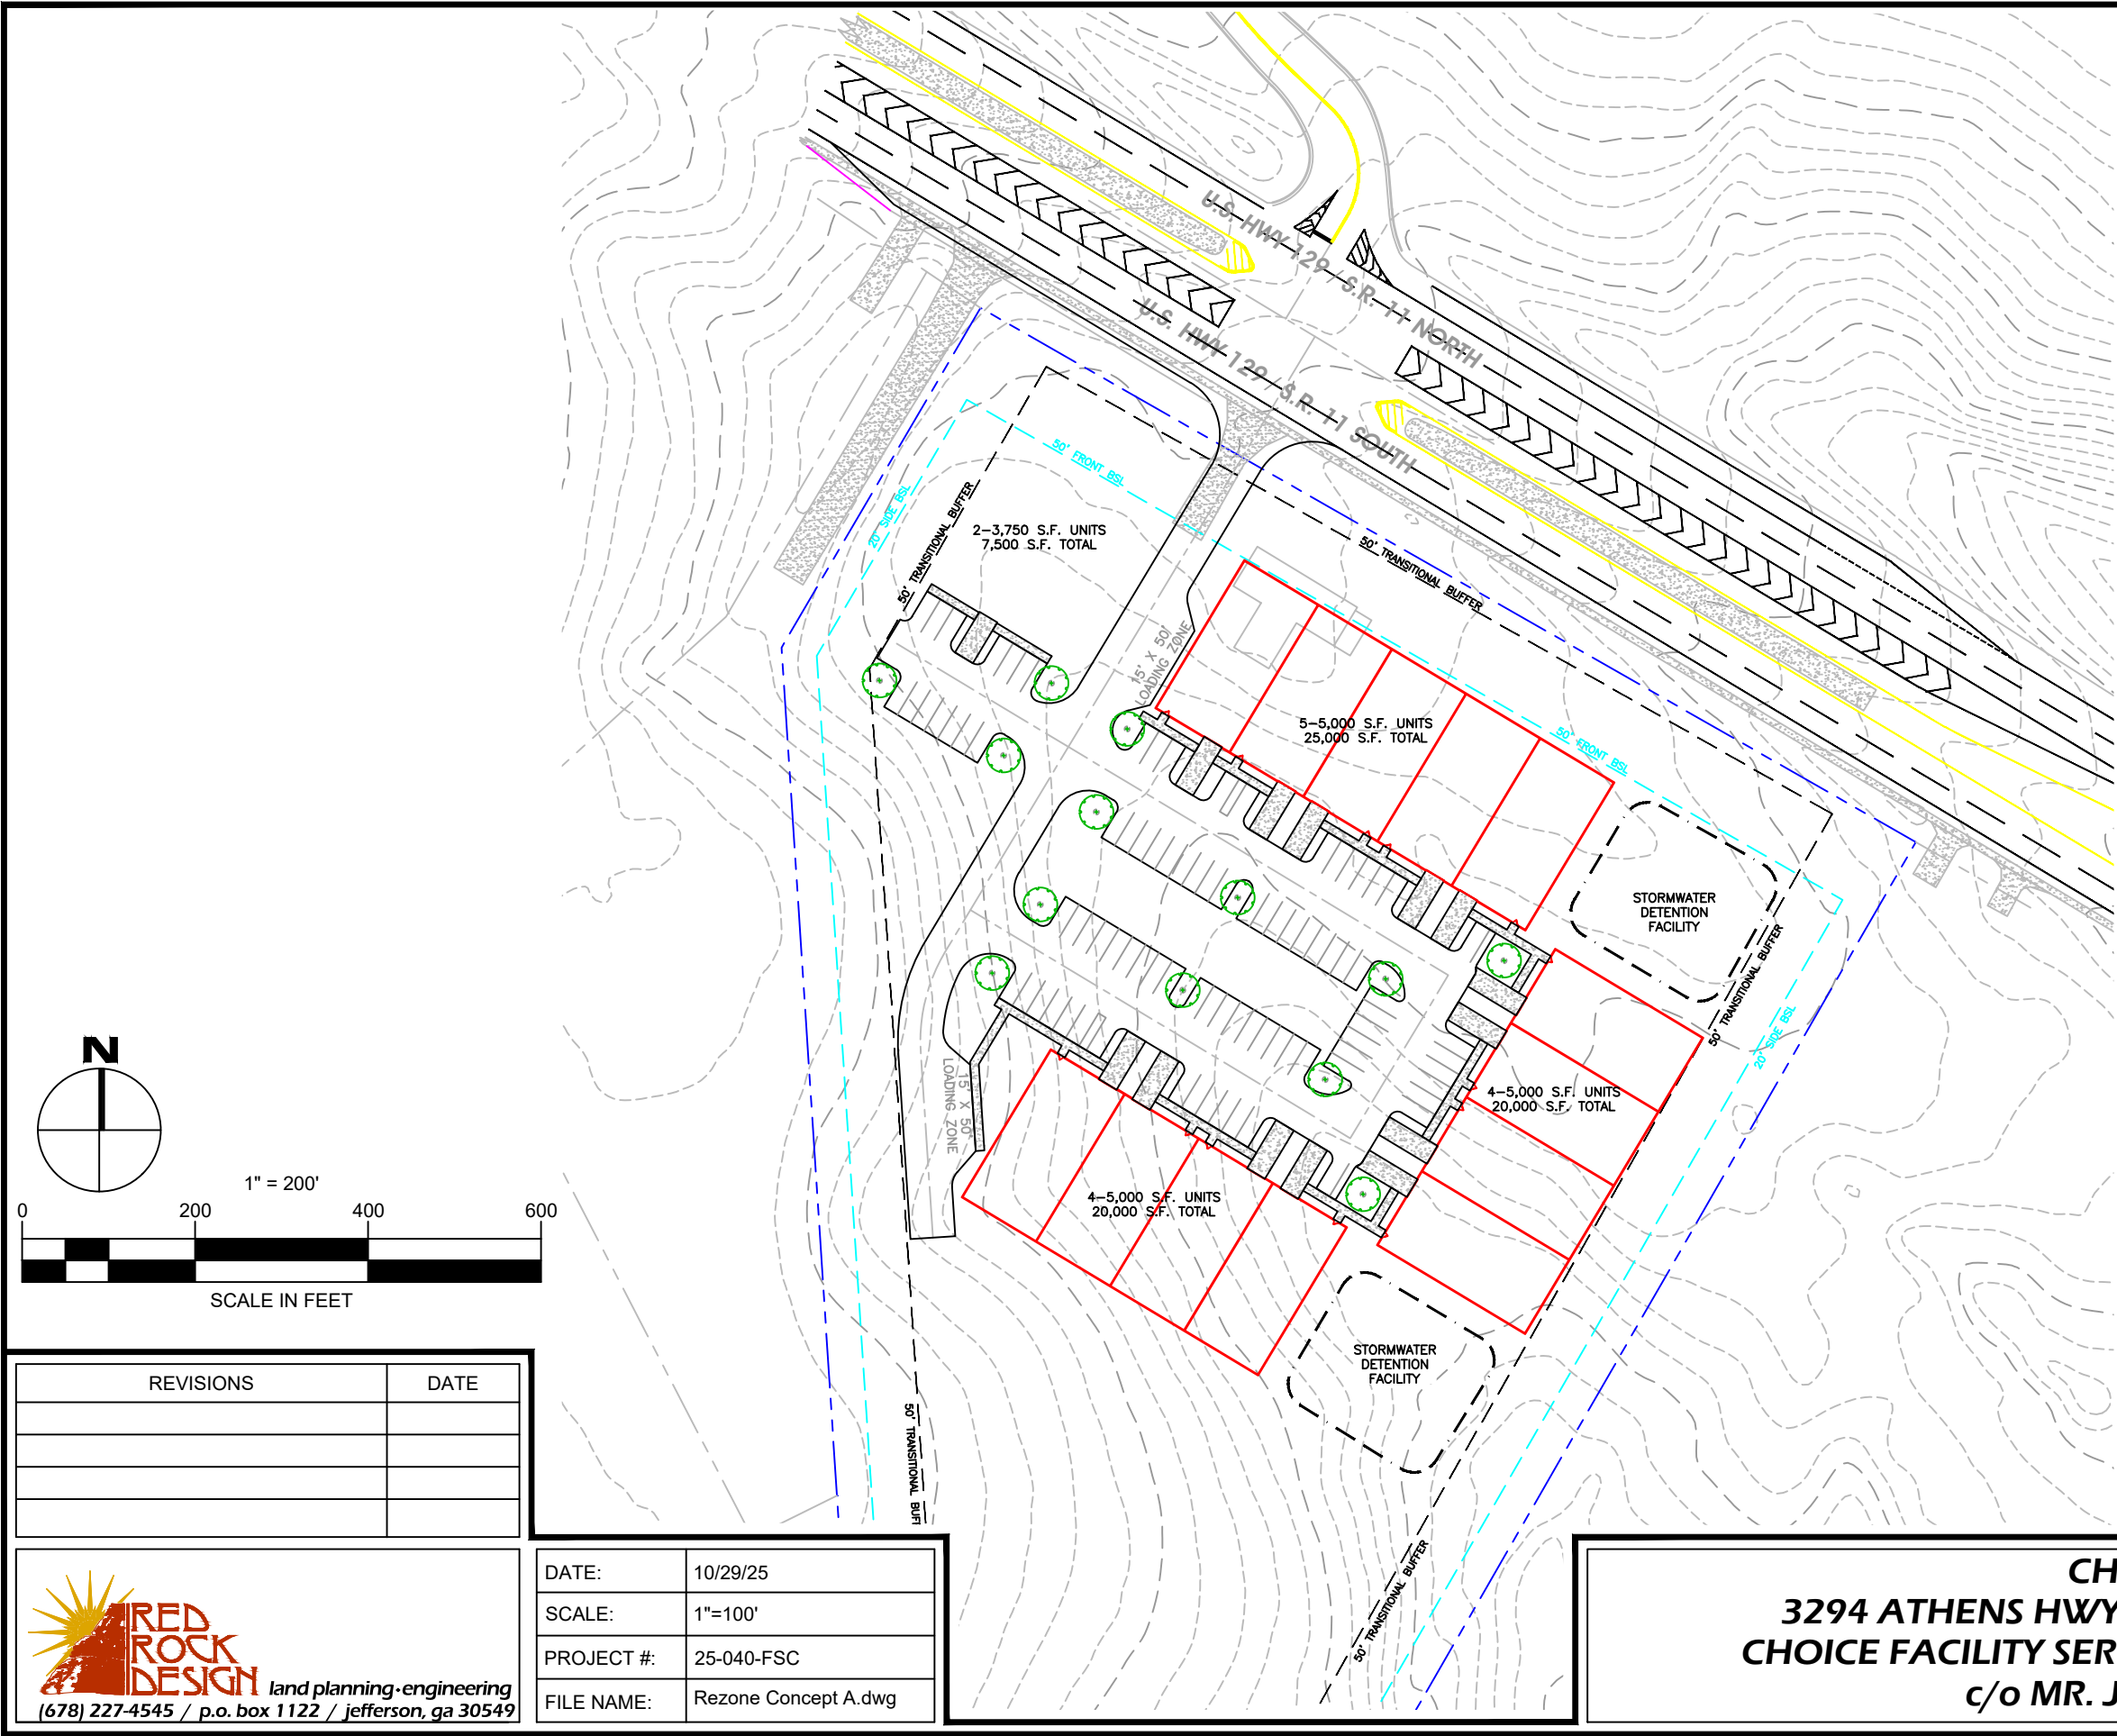 U.S. HWY 129 / S.R. 11 NORTH
U.S. HWY 129 / S.R. 11 SOUTH
50' FRONT BSL
20' SIDE BSL
50' TRANSITIONAL BUFFER
2-3,750 S.F. UNITS
7,500 S.F. TOTAL
50' TRANSITIONAL BUFFER
15' X 50'
LOADING ZONE
5-5,000 S.F. UNITS
25,000 S.F. TOTAL
50' FRONT BSL
STORMWATER
DETENTION
FACILITY
50' TRANSITIONAL BUFFER
20' SIDE BSL
4-5,000 S.F. UNITS
20,000 S.F. TOTAL
15' X 50'
LOADING ZONE
4-5,000 S.F. UNITS
20,000 S.F. TOTAL
STORMWATER
DETENTION
FACILITY
50' TRANSITIONAL BUF
50' TRANSITIONAL BUFFER
N
1" = 200'
0 200 400 600
SCALE IN FEET
REVISIONS DATE
RED
ROCK
DESIGN land planning•engineering
(678) 227-4545 / p.o. box 1122 / jefferson, ga 30549
DATE: 10/29/25
SCALE: 1"=100'
PROJECT #: 25-040-FSC
FILE NAME: Rezone Concept A.dwg
CH
3294 ATHENS HWY
CHOICE FACILITY SER
c/o MR. J